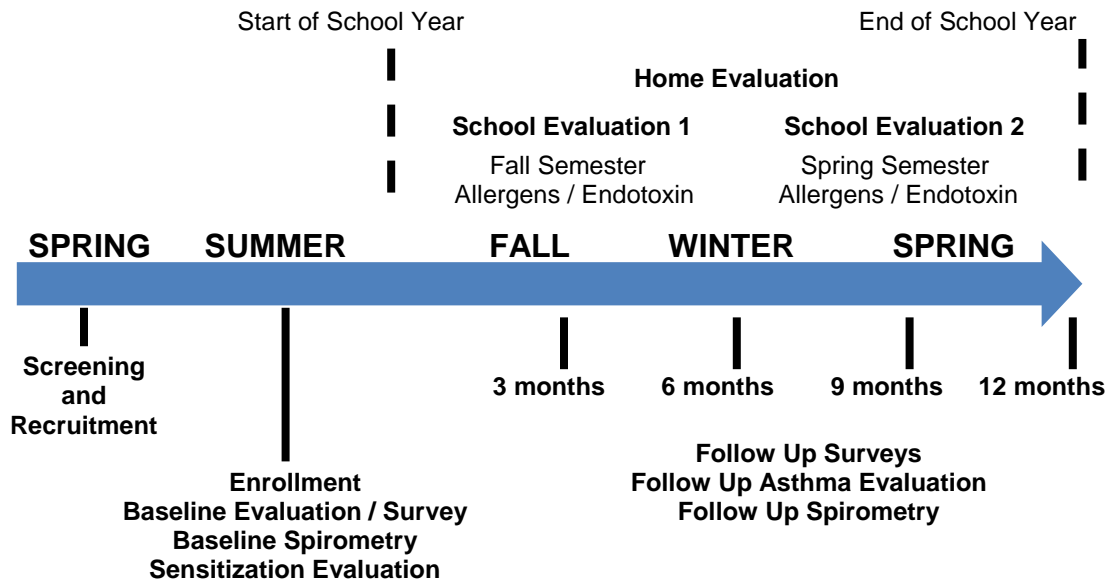 Start of School Year
End of School Year
Home Evaluation
School Evaluation 1
School Evaluation 2
Fall Semester
Spring Semester
Allergens / Endotoxin
Allergens / Endotoxin
SPRING
SUMMER
FALL
WINTER
SPRING
Screening
and
Recruitment
3 months
6 months
9 months
12 months
Enrollment
Baseline Evaluation / Survey
Baseline Spirometry
Sensitization Evaluation
Follow Up Surveys
Follow Up Asthma Evaluation
Follow Up Spirometry